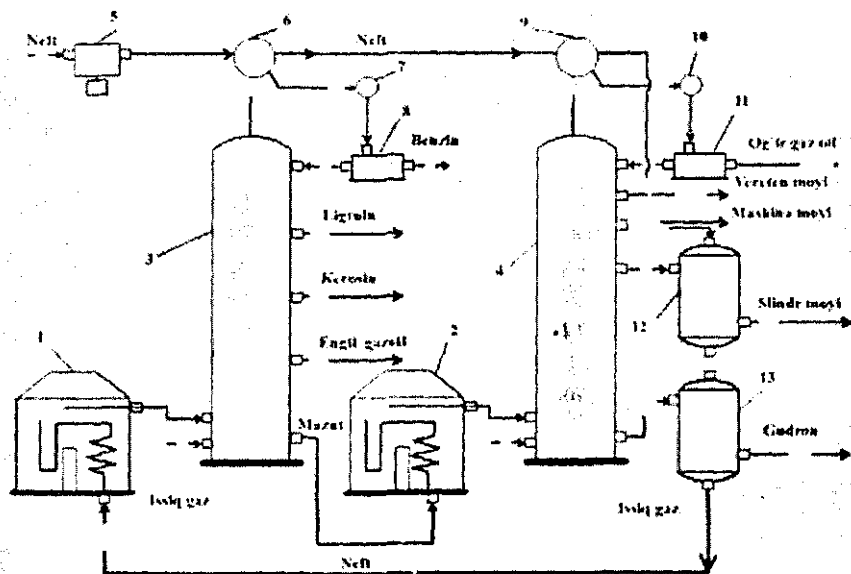 5
6
9
10
Neft
Neft
7
8
Benzin
11
Og'ir gaz oil
Vereten moyi
Mashina moyi
Ligroin
3
4
Kerosin
12
Slindr moyi
Engil gazoil
1
2
13
Mazut
Gudron
Issiq gaz
Issiq gaz
Neft